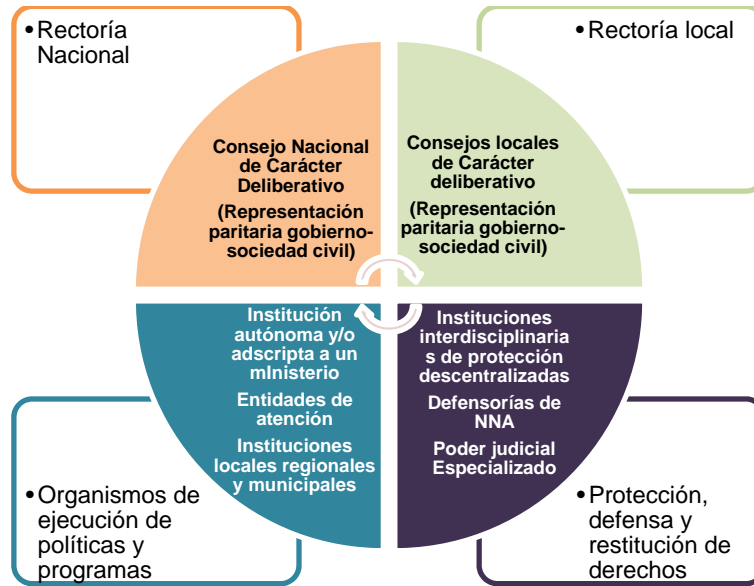 •Rectoría
Nacional
•Rectoría local
Consejo Nacional
de Carácter
Deliberativo
(Representación
paritaria gobierno-
sociedad civil)
Consejos locales
de Carácter
deliberativo
(Representación
paritaria gobierno-
sociedad civil)
Institución
autónoma y/o
adscripta a un
mInisterio
Entidades de
atención
Instituciones
locales regionales
y municipales
Instituciones
interdisciplinaria
s de protección
descentralizadas
Defensorías de
NNA
Poder judicial
Especializado
•Organismos de
ejecución de
políticas y
programas
•Protección,
defensa y
restitución de
derechos